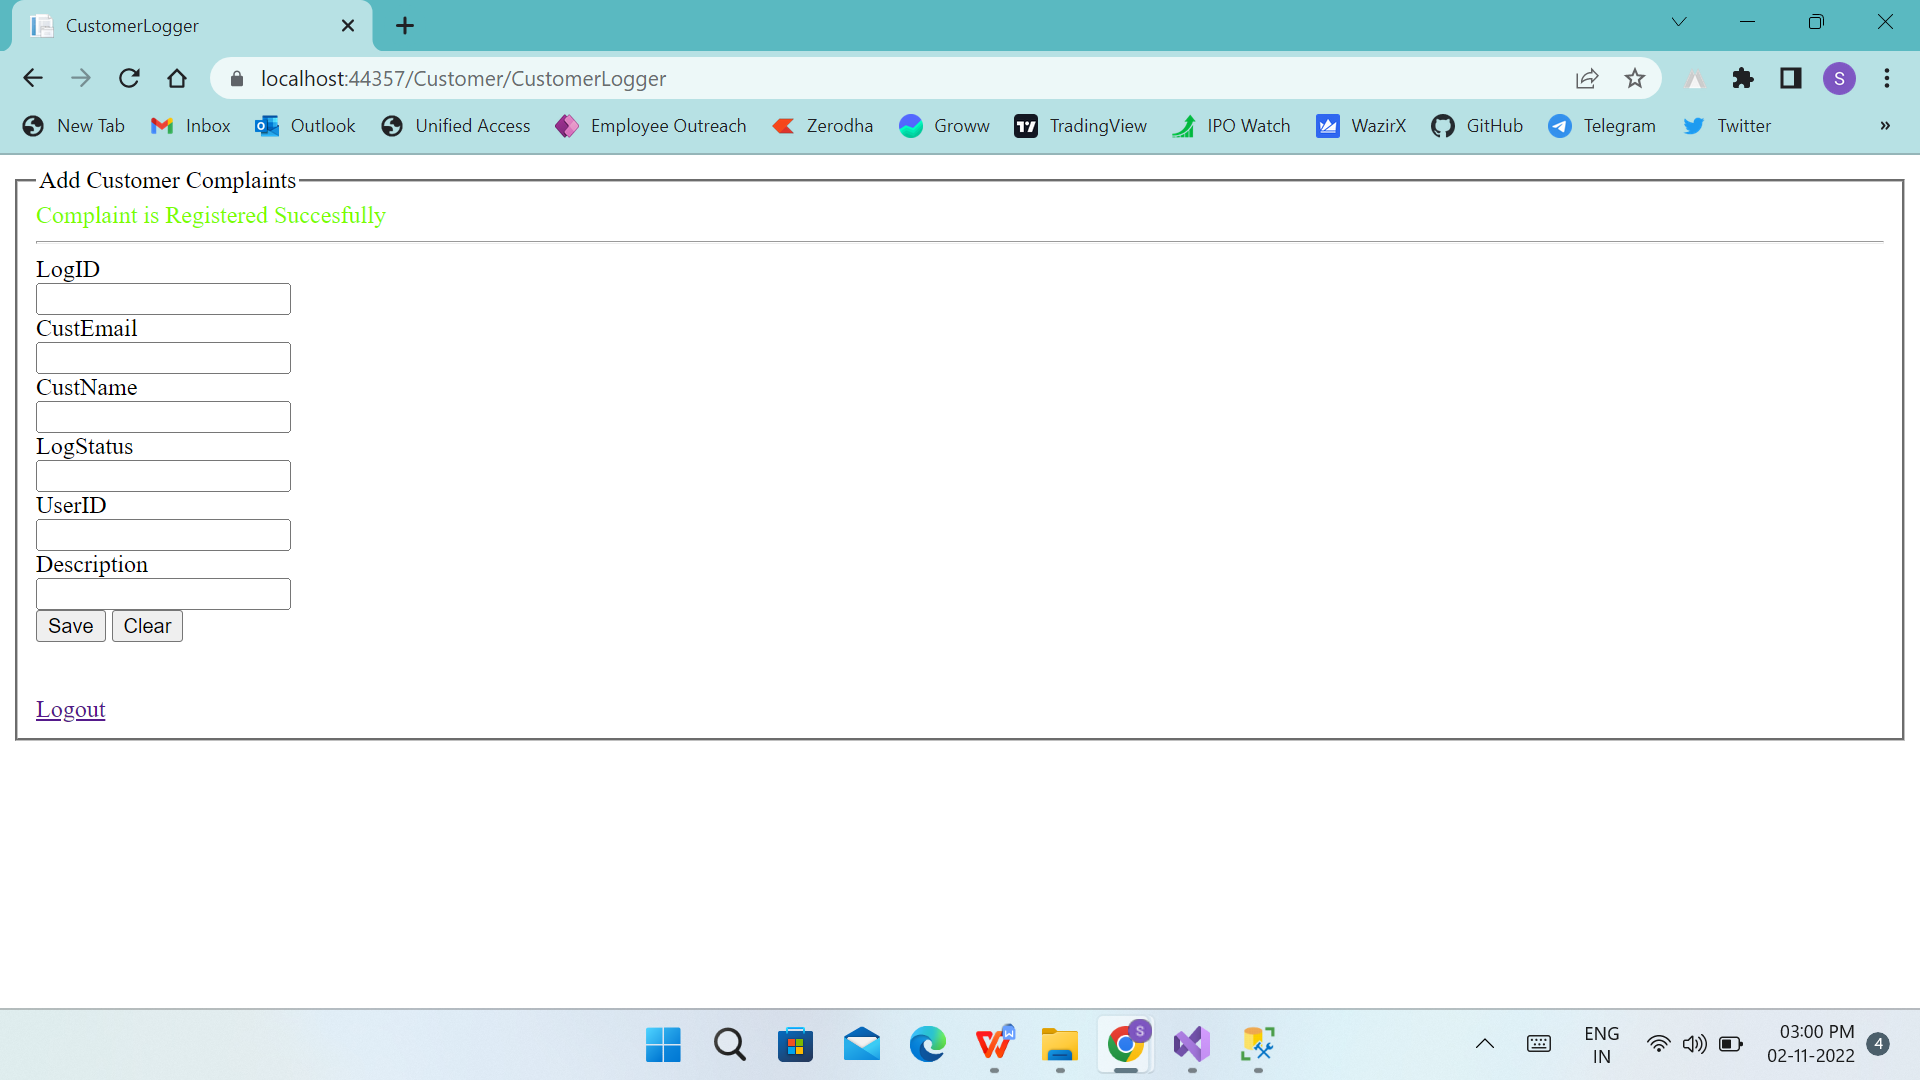 CustomerLogger
localhost:44357/Customer/CustomerLogger
S
New Tab Inbox Outlook Unified Access Employee Outreach Zerodha Groww TradingView IPO Watch WazirX GitHub Telegram Twitter »
Add Customer Complaints
Complaint is Registered Succesfully
LogID
CustEmail
CustName
LogStatus
UserID
Description
Save Clear
Logout
ENG
IN
03:00 PM
02-11-2022
4